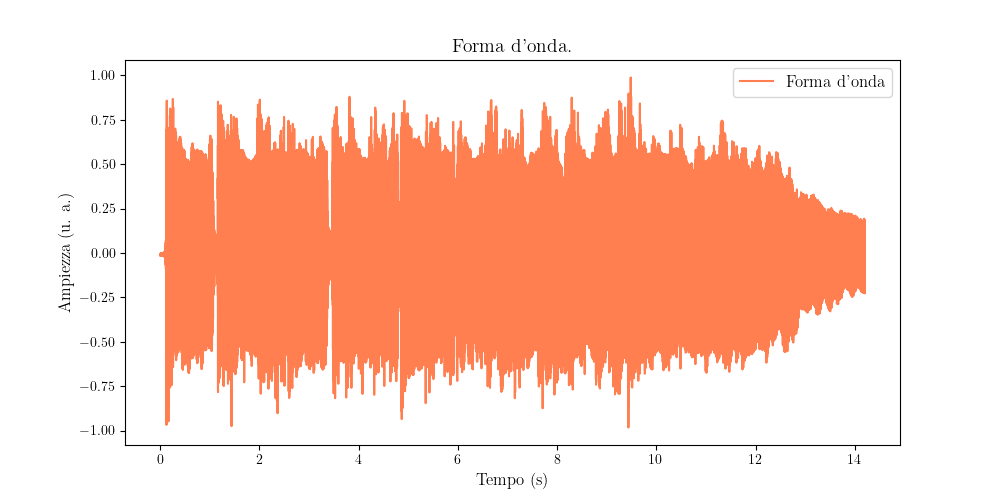 Forma d'onda.
Forma d'onda
1.00
0.75
0.50
0.25
0.00
−0.25
−0.50
−0.75
−1.00
Ampiezza (u. a.)
0 2 4 6 8 10 12 14
Tempo (s)